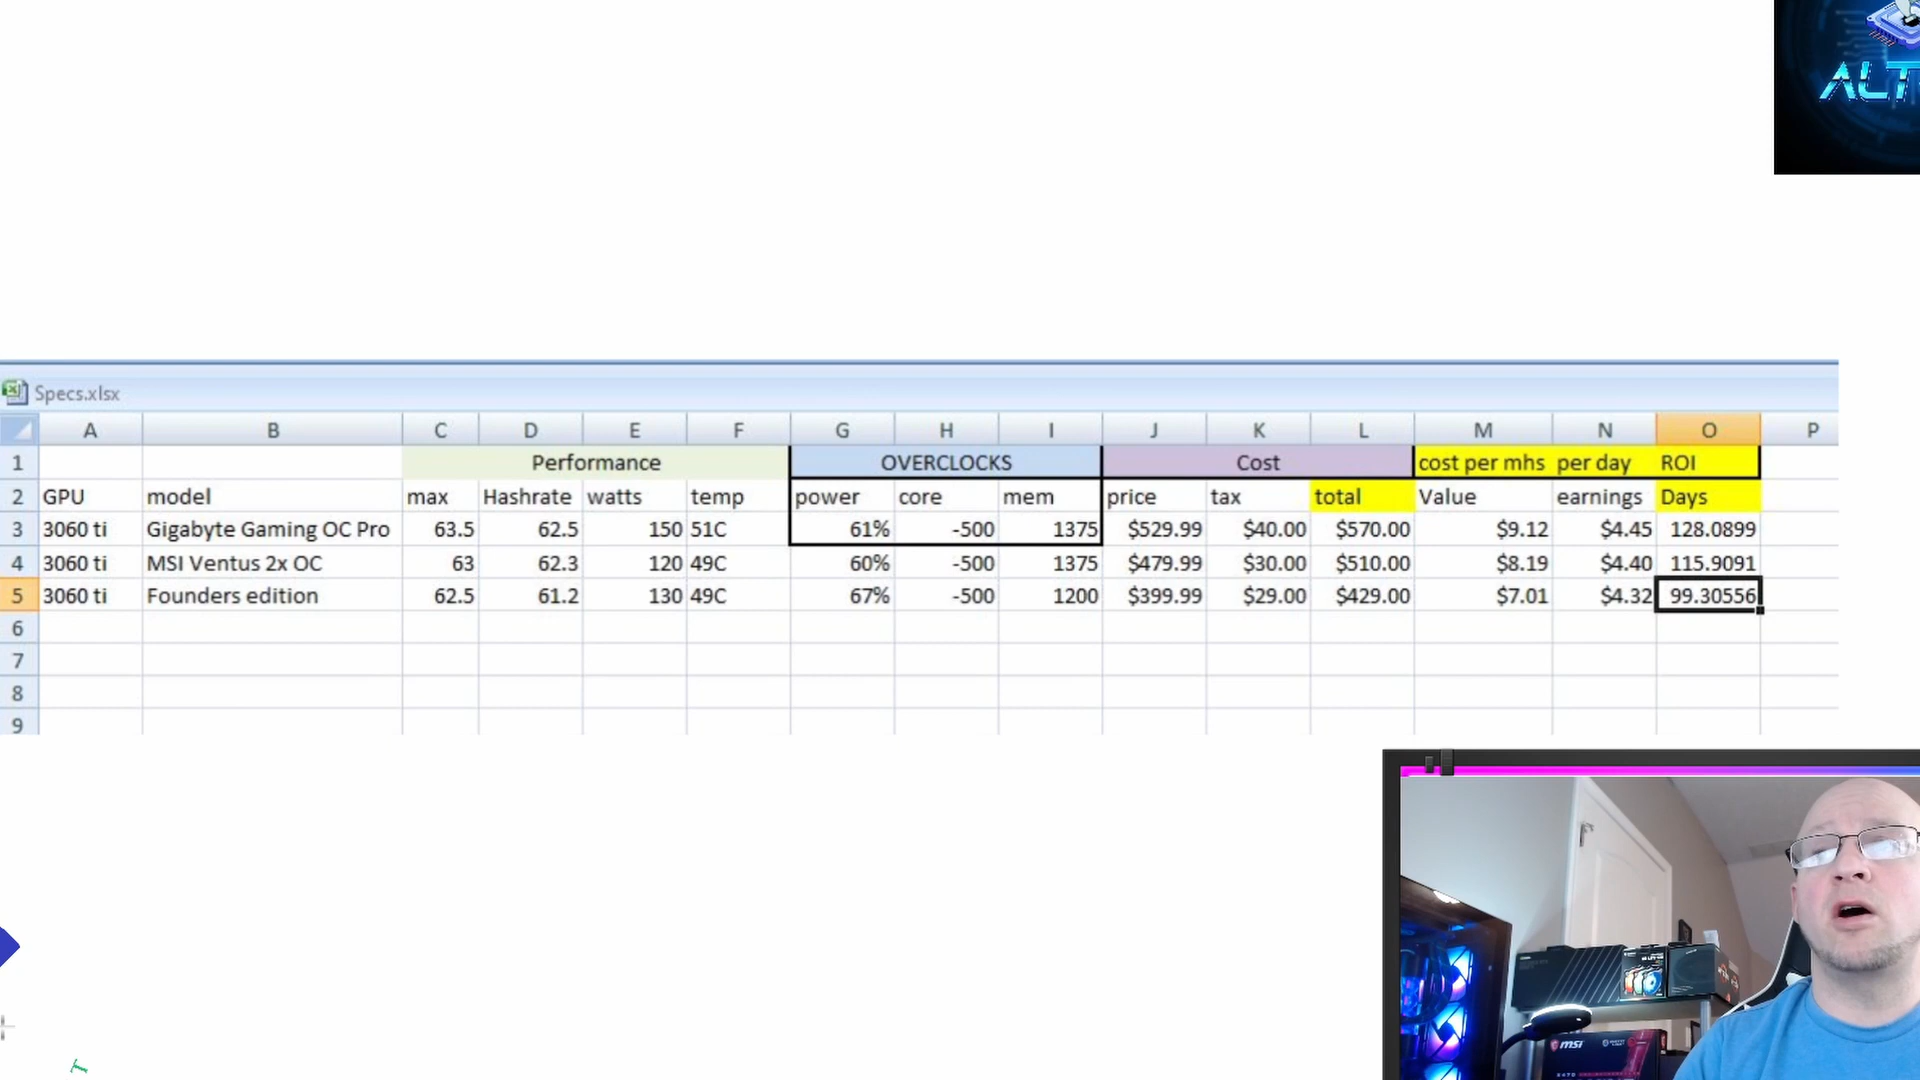 ALT
Specs.xlsx
A B C D E F G H I J K L M N O P
1 Performance OVERCLOCKS Cost cost per mhs per day ROI
2 GPU model max Hashrate watts temp power core mem price tax total Value earnings Days
3 3060 ti Gigabyte Gaming OC Pro 63.5 62.5 150 51C 61% -500 1375 $529.99 $40.00 $570.00 $9.12 $4.45 128.0899
4 3060 ti MSI Ventus 2x OC 63 62.3 120 49C 60% -500 1375 $479.99 $30.00 $510.00 $8.19 $4.40 115.9091
5 3060 ti Founders edition 62.5 61.2 130 49C 67% -500 1200 $399.99 $29.00 $429.00 $7.01 $4.32 99.30556
6
7
8
9
msi
T